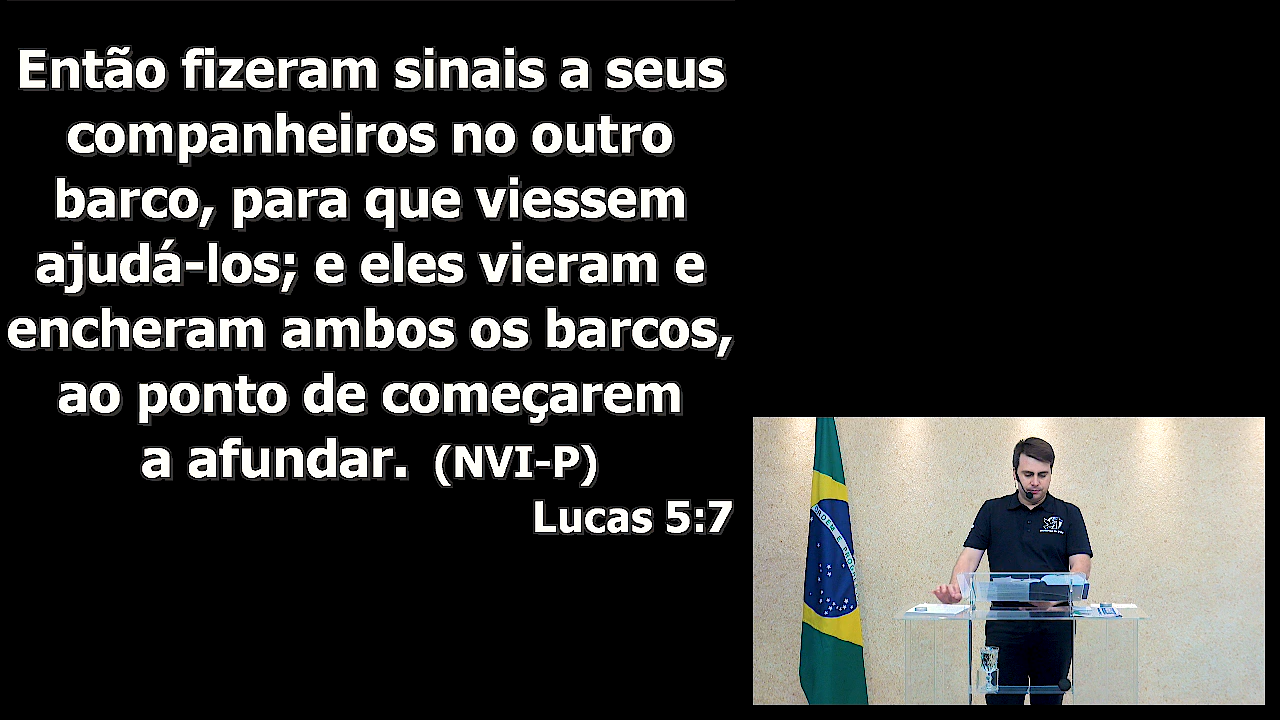 Então fizeram sinais a seus
companheiros no outro
barco, para que viessem
ajudá-los; e eles vieram e
encheram ambos os barcos,
ao ponto de começarem
a afundar. (NVI-P)
Lucas 5:7